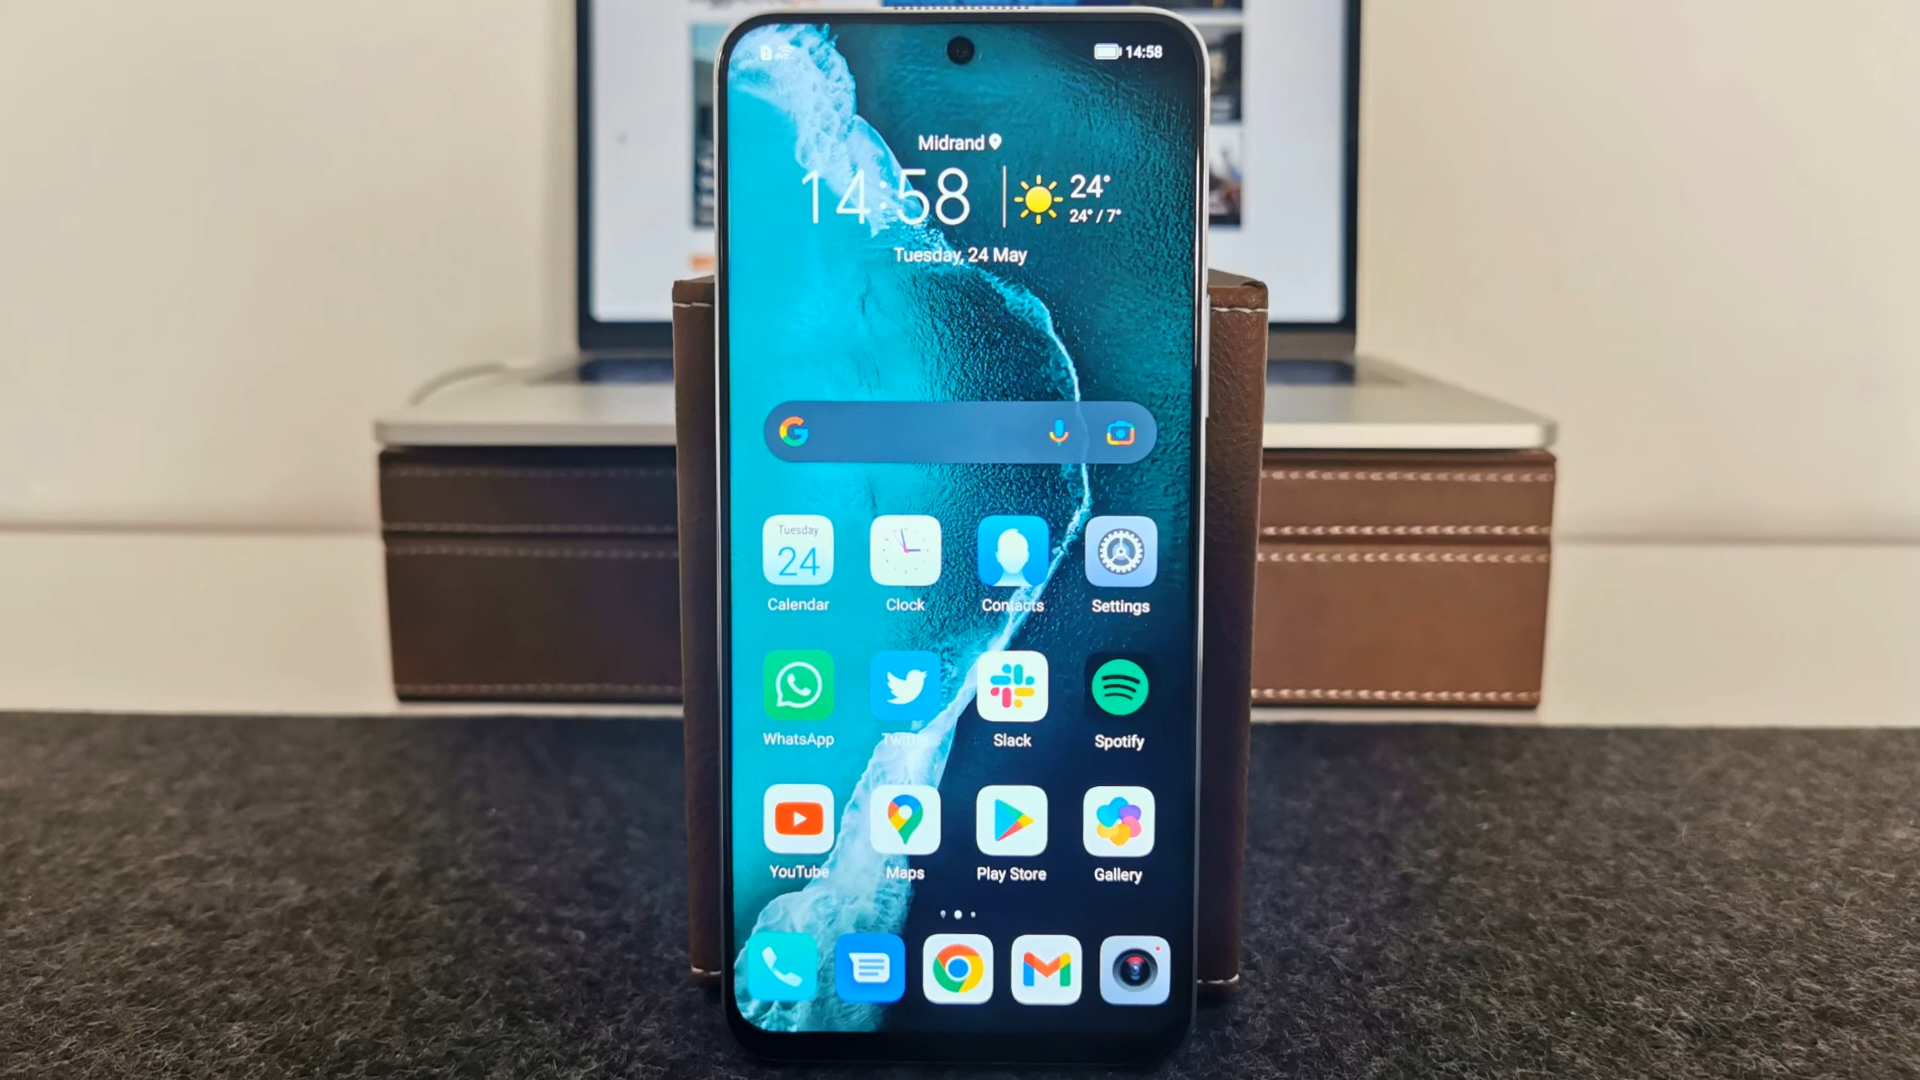 14:58
Midrand
14:58
24°
24° / 7°
Tuesday, 24 May
Tuesday
24
Calendar
Clock
Contacts
Settings
WhatsApp
Twitter
Slack
Spotify
YouTube
Maps
Play Store
Gallery